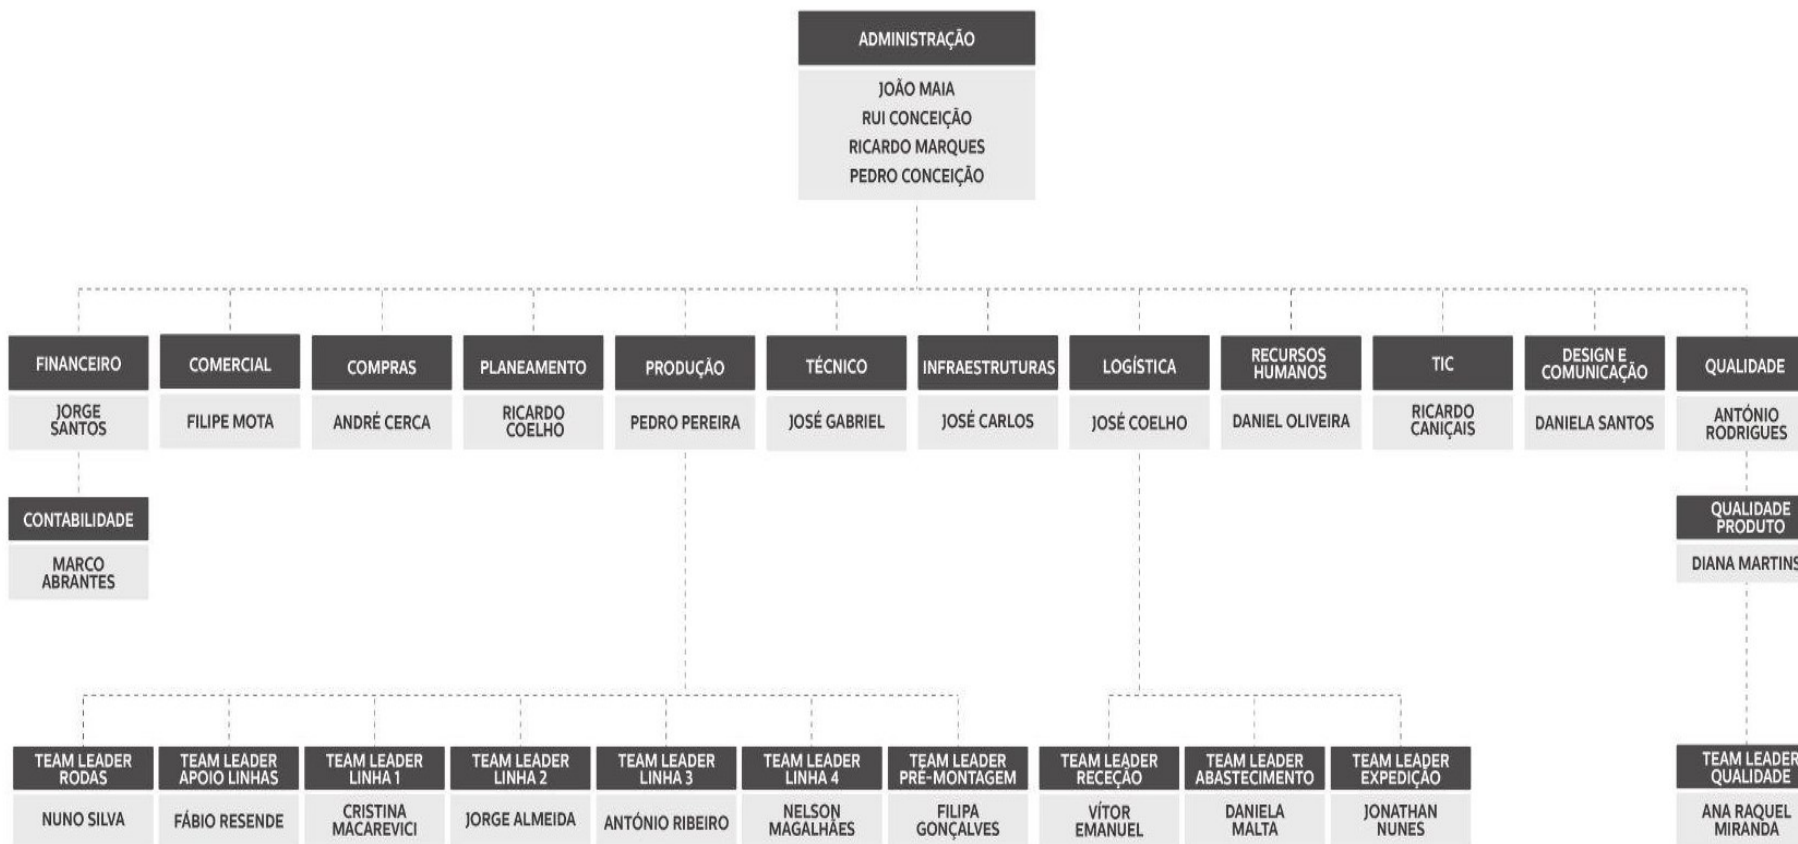 ADMINISTRAÇÃO
JOÃO MAIA
RUI CONCEIÇÃO
RICARDO MARQUES
PEDRO CONCEIÇÃO
FINANCEIRO
JORGE
SANTOS
COMERCIAL
FILIPE MOTA
COMPRAS
ANDRÉ CERCA
PLANEAMENTO
RICARDO
COELHO
PRODUÇÃO
PEDRO PEREIRA
TÉCNICO
JOSÉ GABRIEL
INFRAESTRUTURAS
JOSÉ CARLOS
LOGÍSTICA
JOSÉ COELHO
RECURSOS
HUMANOS
DANIEL OLIVEIRA
TIC
RICARDO
CANIÇAIS
DESIGN E
COMUNICAÇÃO
DANIELA SANTOS
QUALIDADE
ANTÓNIO
RODRIGUES
CONTABILIDADE
MARCO
ABRANTES
QUALIDADE
PRODUTO
DIANA MARTINS
TEAM LEADER
RODAS
NUNO SILVA
TEAM LEADER
APOIO LINHAS
FÁBIO RESENDE
TEAM LEADER
LINHA 1
CRISTINA
MACAREVICI
TEAM LEADER
LINHA 2
JORGE ALMEIDA
TEAM LEADER
LINHA 3
ANTÓNIO RIBEIRO
TEAM LEADER
LINHA 4
NELSON
MAGALHÃES
TEAM LEADER
PRÉ-MONTAGEM
FILIPA
GONÇALVES
TEAM LEADER
RECEÇÃO
VÍTOR
EMANUEL
TEAM LEADER
ABASTECIMENTO
DANIELA
MALTA
TEAM LEADER
EXPEDIÇÃO
JONATHAN
NUNES
TEAM LEADER
QUALIDADE
ANA RAQUEL
MIRANDA